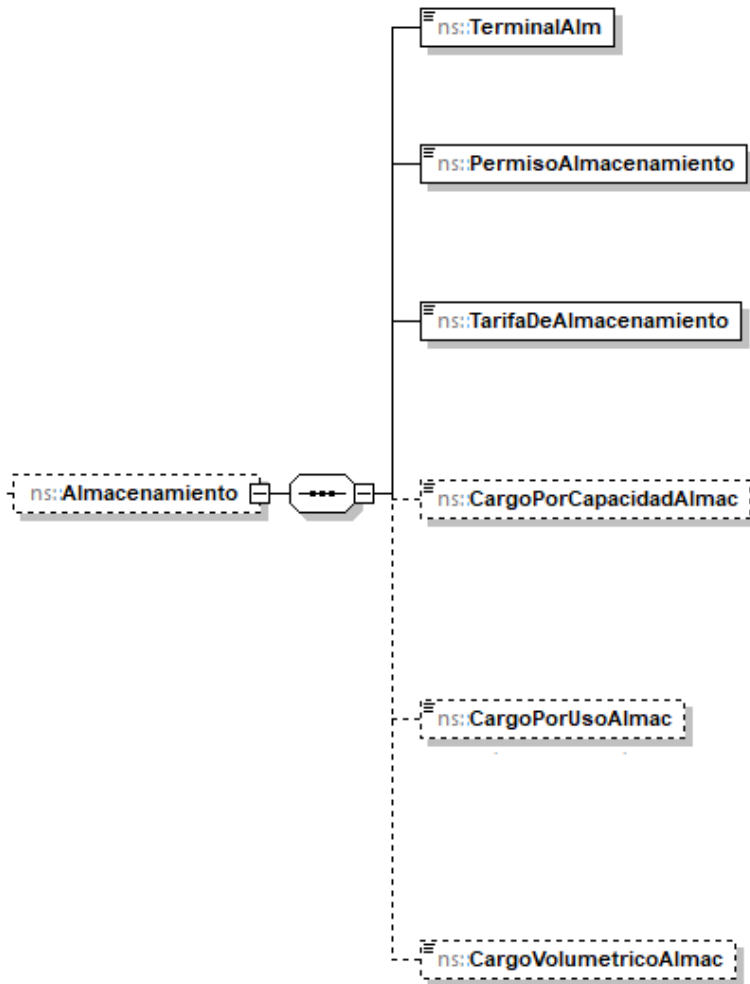 ns::TerminalAlm
ns::PermisoAlmacenamiento
ns::TarifaDeAlmacenamiento
ns::Almacenamiento
ns::CargoPorCapacidadAlmac
ns::CargoPorUsoAlmac
ns::CargoVolumetricoAlmac